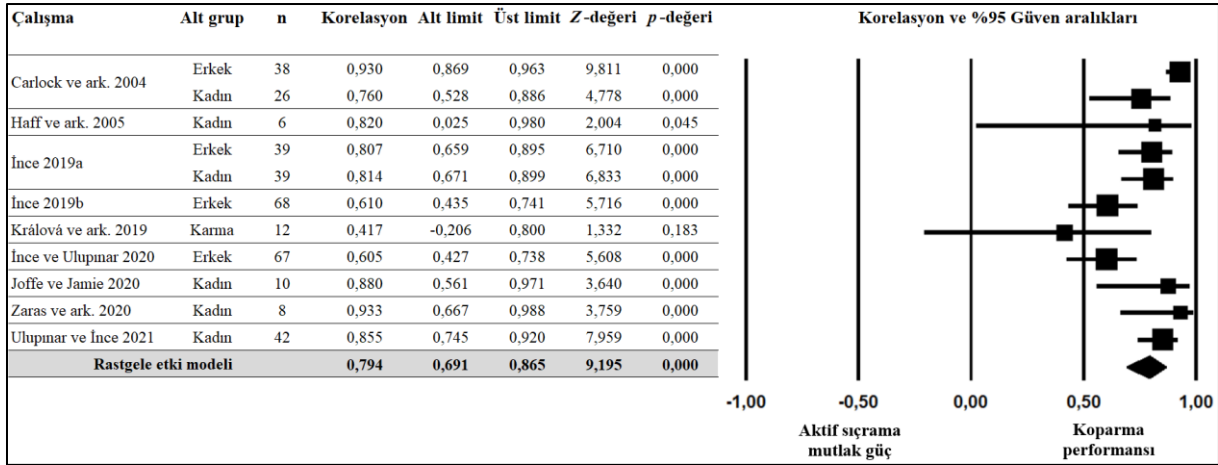 Çalışma Alt grup n Korelasyon Alt limit Üst limit Z-değeri p-değeri Korelasyon ve %95 Güven aralıkları
Carlock ve ark. 2004 Erkek 38 0,930 0,869 0,963 9,811 0,000
Kadın 26 0,760 0,528 0,886 4,778 0,000
Haff ve ark. 2005 Kadın 6 0,820 0,025 0,980 2,004 0,045
İnce 2019a Erkek 39 0,807 0,659 0,895 6,710 0,000
Kadın 39 0,814 0,671 0,899 6,833 0,000
İnce 2019b Erkek 68 0,610 0,435 0,741 5,716 0,000
Králová ve ark. 2019 Karma 12 0,417 -0,206 0,800 1,332 0,183
İnce ve Ulupınar 2020 Erkek 67 0,605 0,427 0,738 5,608 0,000
Joffe ve Jamie 2020 Kadın 10 0,880 0,561 0,971 3,640 0,000
Zaras ve ark. 2020 Kadın 8 0,933 0,667 0,988 3,759 0,000
Ulupınar ve İnce 2021 Kadın 42 0,855 0,745 0,920 7,959 0,000
Rastgele etki modeli 0,794 0,691 0,865 9,195 0,000
-1,00 -0,50 0,00 0,50 1,00
Aktif sıçrama Koparma
mutlak güç performansı